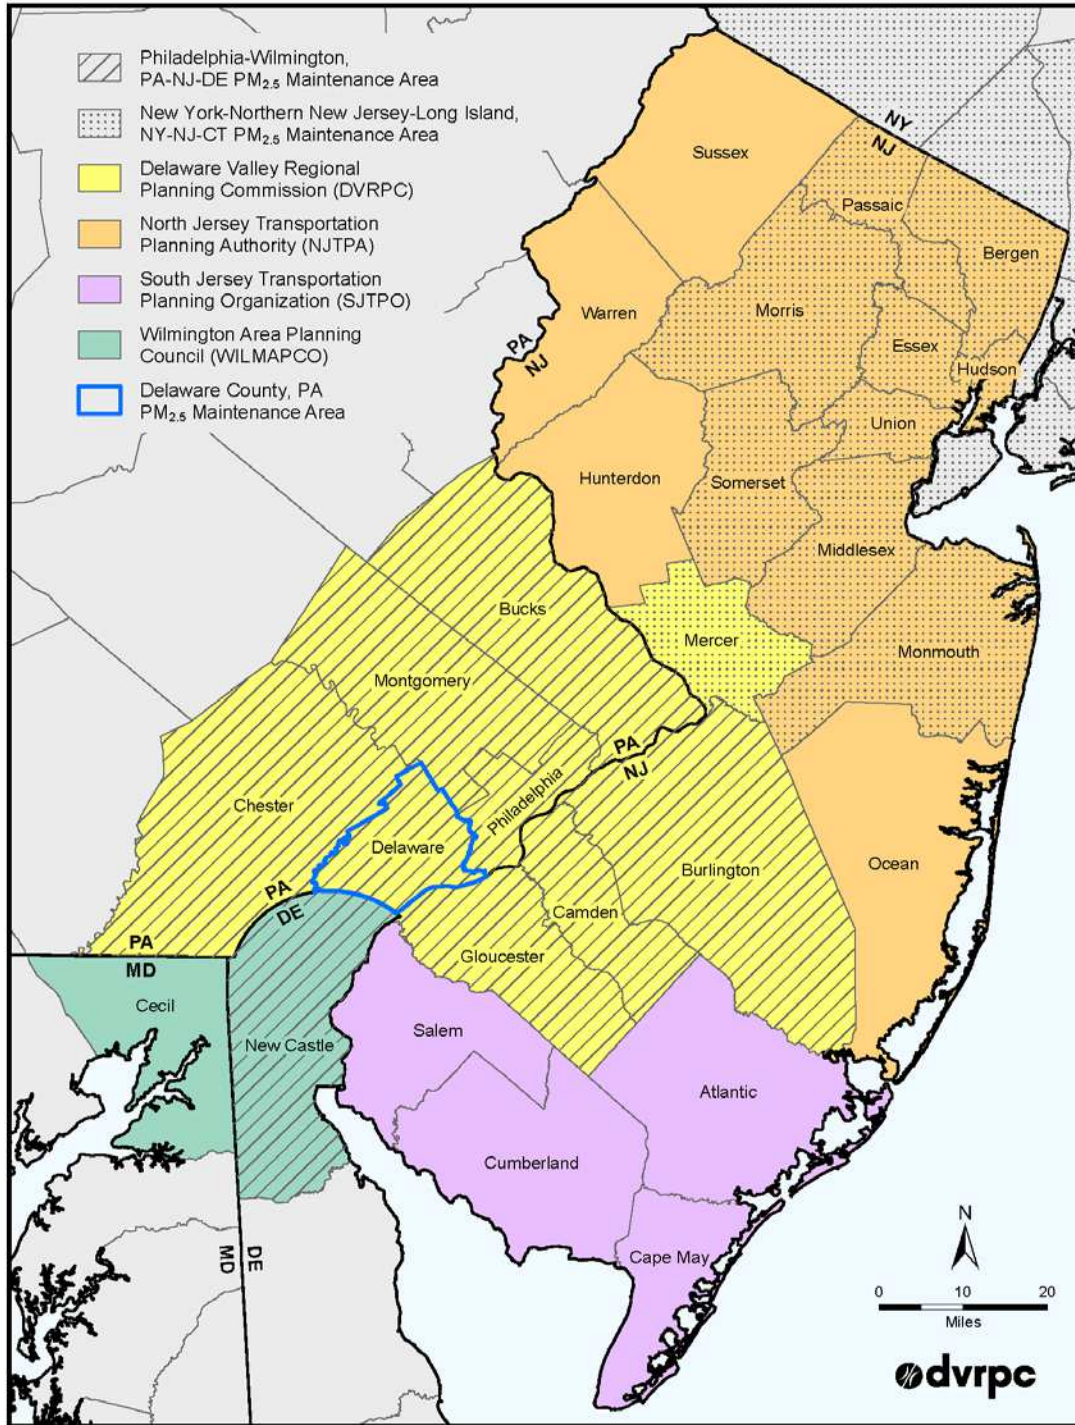 Philadelphia-Wilmington,
PA-NJ-DE PM2.5 Maintenance Area
New York-Northern New Jersey-Long Island,
NY-NJ-CT PM2.5 Maintenance Area
Delaware Valley Regional
Planning Commission (DVRPC)
North Jersey Transportation
Planning Authority (NJTPA)
South Jersey Transportation
Planning Organization (SJTPO)
Wilmington Area Planning
Council (WILMAPCO)
Delaware County, PA
PM2.5 Maintenance Area
NY
NJ
Sussex
Passaic
Bergen
Warren
Morris
Essex
Hudson
PA
NJ
Union
Hunterdon
Somerset
Middlesex
Bucks
Mercer
Monmouth
Montgomery
PA
NJ
Chester
Philadelphia
Delaware
Burlington
Ocean
PA
DE
Camden
Gloucester
PA
MD
Cecil
New Castle
Salem
Atlantic
Cumberland
Cape May
MD
DE
N
0
10
20
Miles
dvrpc